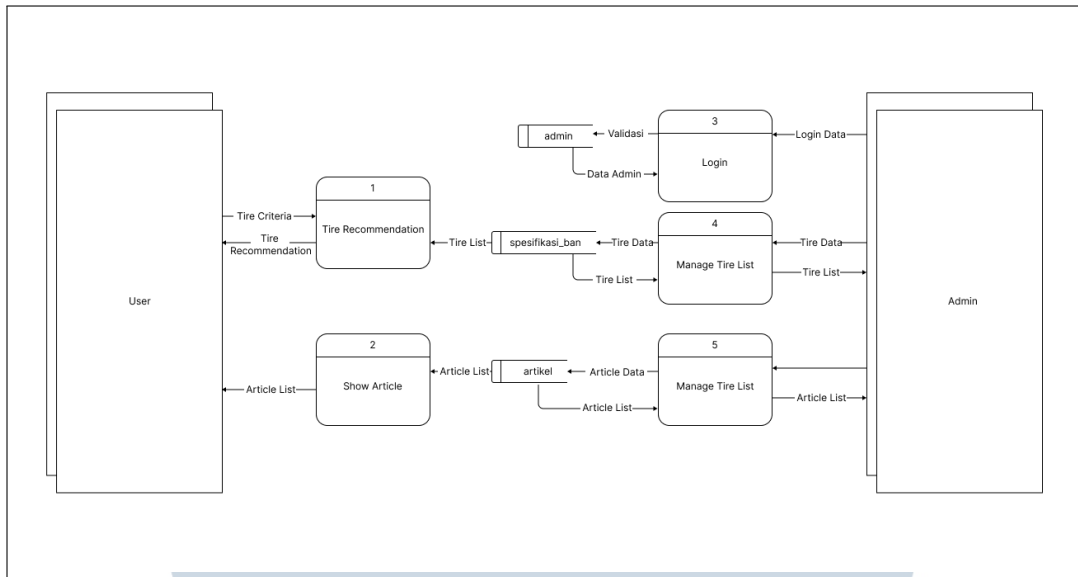 3
admin
Validasi
Login Data
Login
Data Admin
1
Tire Criteria
Tire Recommendation
Tire
Recommendation
Tire List
4
spesifikasi_ban
Tire Data
Tire Data
Manage Tire List
Tire List
Tire List
User
Admin
2
5
Article List
artikel
Article Data
Show Article
Manage Tire List
Article List
Article List
Article List